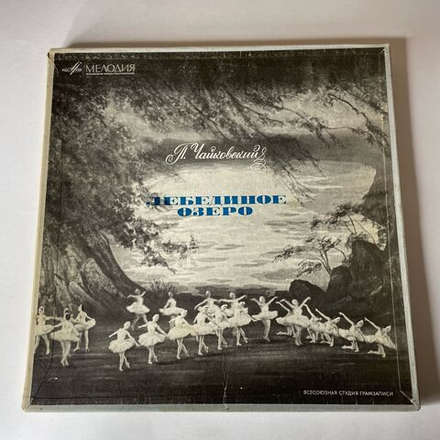 МЕЛОДИЯ
П. Чайковский
ЛЕБЕДИНОЕ
ОЗЕРО
ВСЕСОЮЗНАЯ СТУДИЯ ГРАМЗАПИСИ